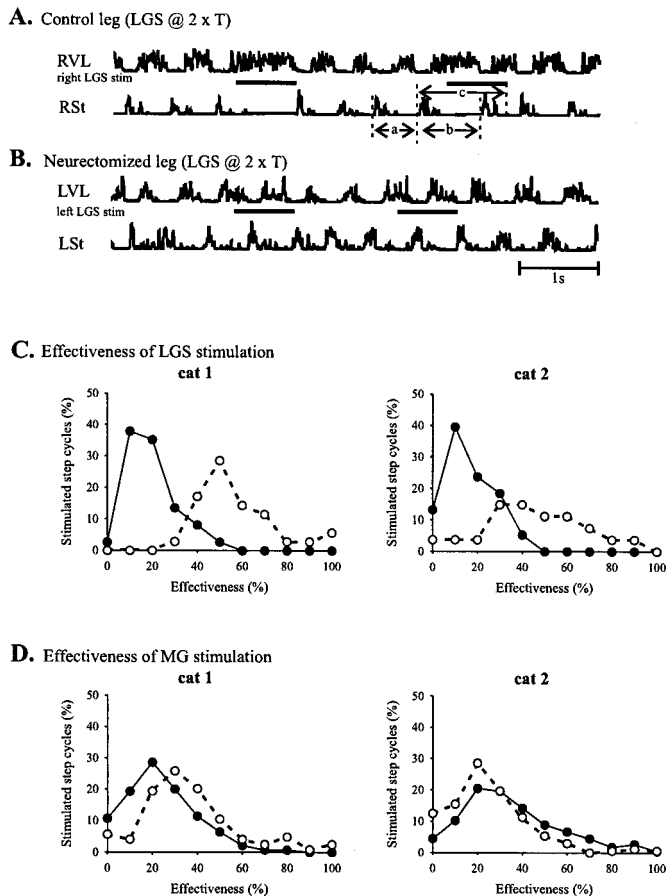 A. Control leg (LGS @ 2 x T)
RVL
right LGS stim
c
RSt
a b
B. Neurectomized leg (LGS @ 2 x T)
LVL
left LGS stim
LSt
1s
C. Effectiveness of LGS stimulation
cat 1 cat 2
50 50
40 40
30 30
20 20
10 10
0 0
Stimulated step cycles (%) Stimulated step cycles (%)
0 20 40 60 80 100 0 20 40 60 80 100
Effectiveness (%) Effectiveness (%)
D. Effectiveness of MG stimulation
cat 1 cat 2
50 50
40 40
30 30
20 20
10 10
0 0
Stimulated step cycles (%) Stimulated step cycles (%)
0 20 40 60 80 100 0 20 40 60 80 100
Effectiveness (%) Effectiveness (%)